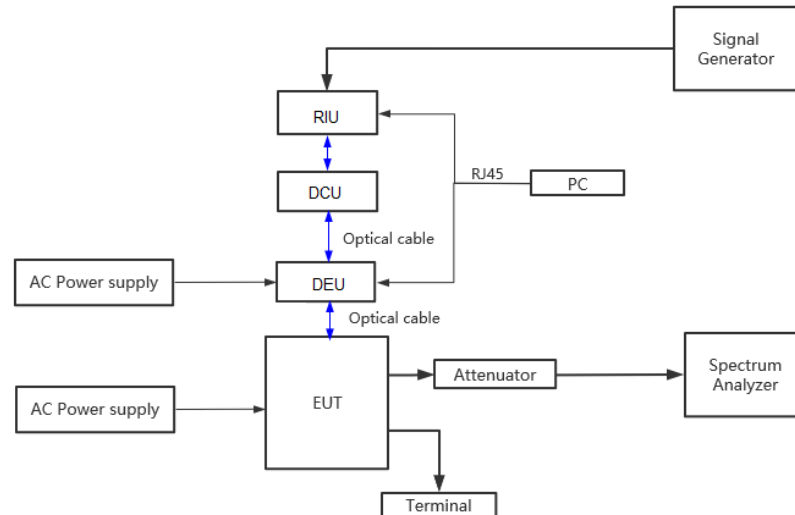 Signal
Generator
RIU
RJ45
PC
DCU
Optical cable
AC Power supply
DEU
Optical cable
Attenuator
Spectrum
Analyzer
AC Power supply
EUT
Terminal